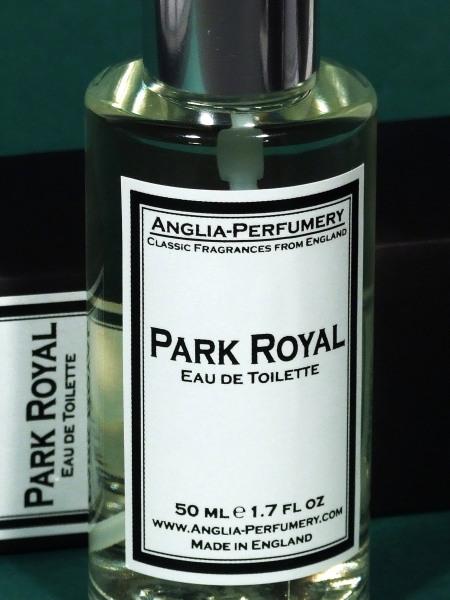 Anglia-Perfumery
Classic Fragrances from England
Park Royal
Eau de Toilette
50 ML ℮ 1.7 FL OZ
www.Anglia-Perfumery.com
Made in England
Park Royal
Eau de Toilette